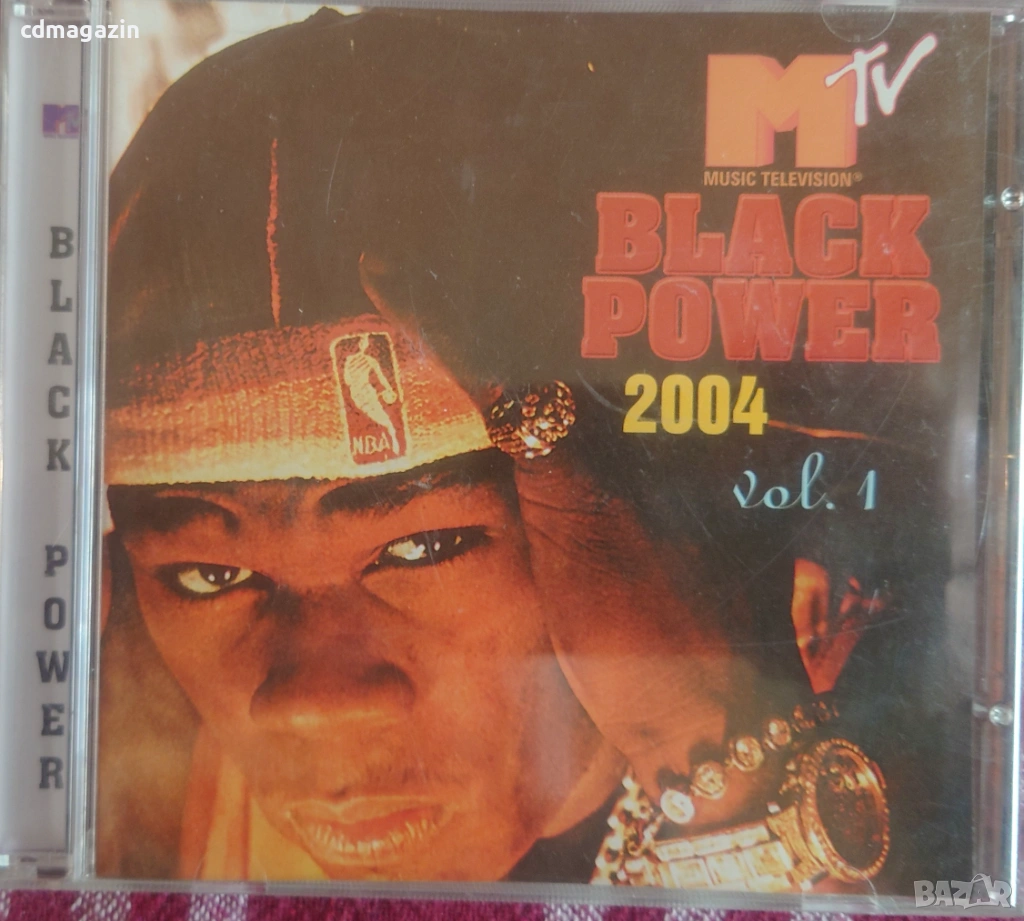 cdmagazin
BLACK POWER
MTV
MUSIC TELEVISION®
BLACK
POWER
2004
vol. 1
NBA
BAZAR